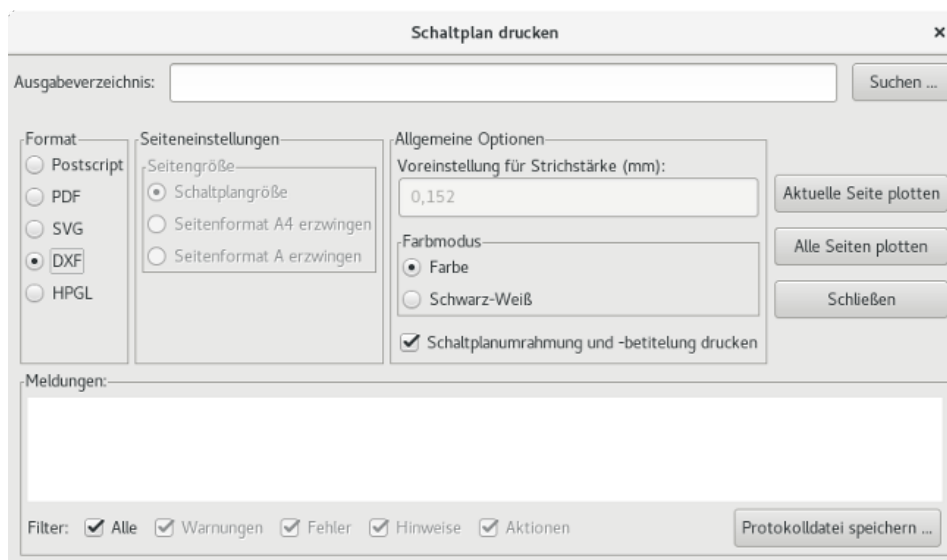 Schaltplan drucken
Ausgabeverzeichnis:
Suchen ...
Format
Postscript
PDF
SVG
DXF
HPGL
Seiteneinstellungen
Seitengröße
Schaltplangröße
Seitenformat A4 erzwingen
Seitenformat A erzwingen
Allgemeine Optionen
Voreinstellung für Strichstärke (mm):
0,152
Farbmodus
Farbe
Schwarz-Weiß
Schaltplanumrahmung und -betitelung drucken
Aktuelle Seite plotten
Alle Seiten plotten
Schließen
Meldungen:
Filter: Alle Warnungen Fehler Hinweise Aktionen
Protokolldatei speichern ...